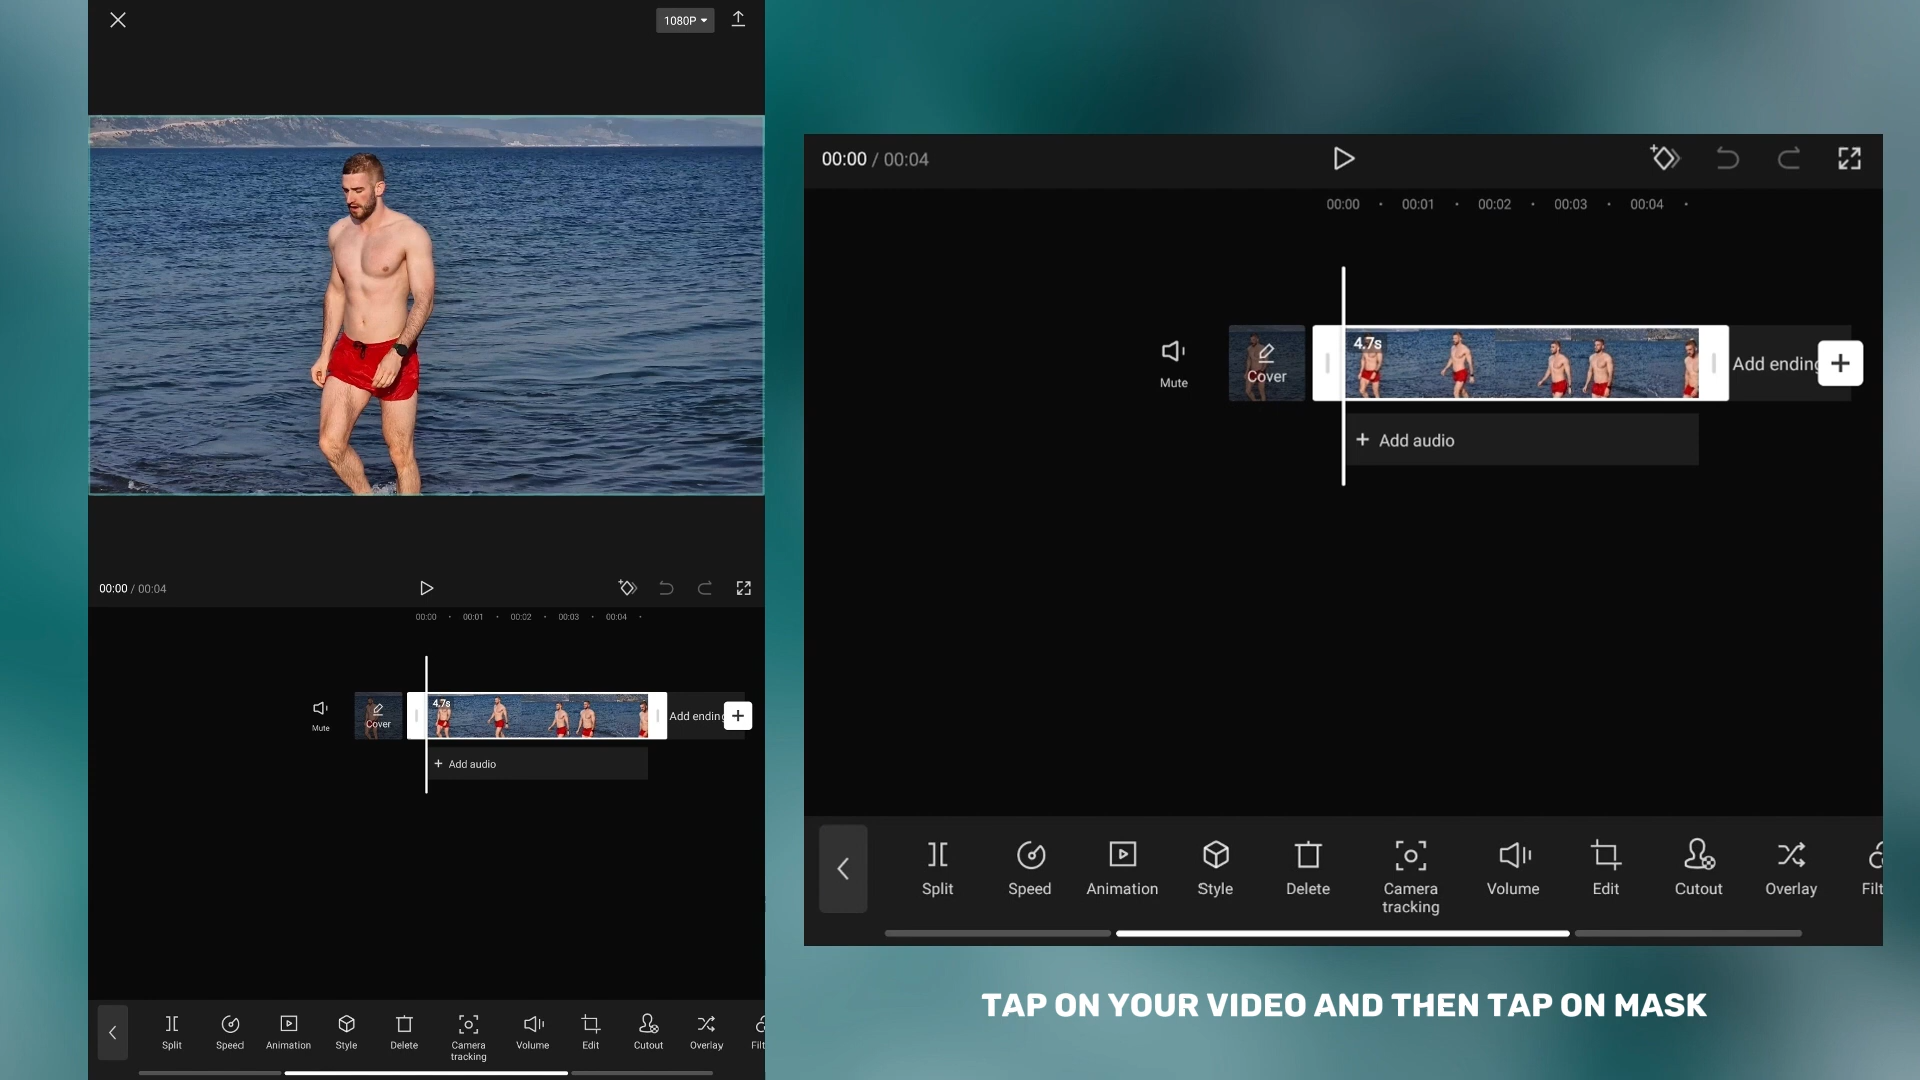 1080P
00:00 / 00:04
00:00 00:01 00:02 00:03 00:04
4.7s
Mute
Cover
Add ending
Add audio
Split Speed Animation Style Delete Camera tracking Volume Edit Cutout Overlay Filt
00:00 / 00:04
00:00 00:01 00:02 00:03 00:04
4.7s
Mute
Cover
Add ending
Add audio
Split Speed Animation Style Delete Camera tracking Volume Edit Cutout Overlay Filt
TAP ON YOUR VIDEO AND THEN TAP ON MASK